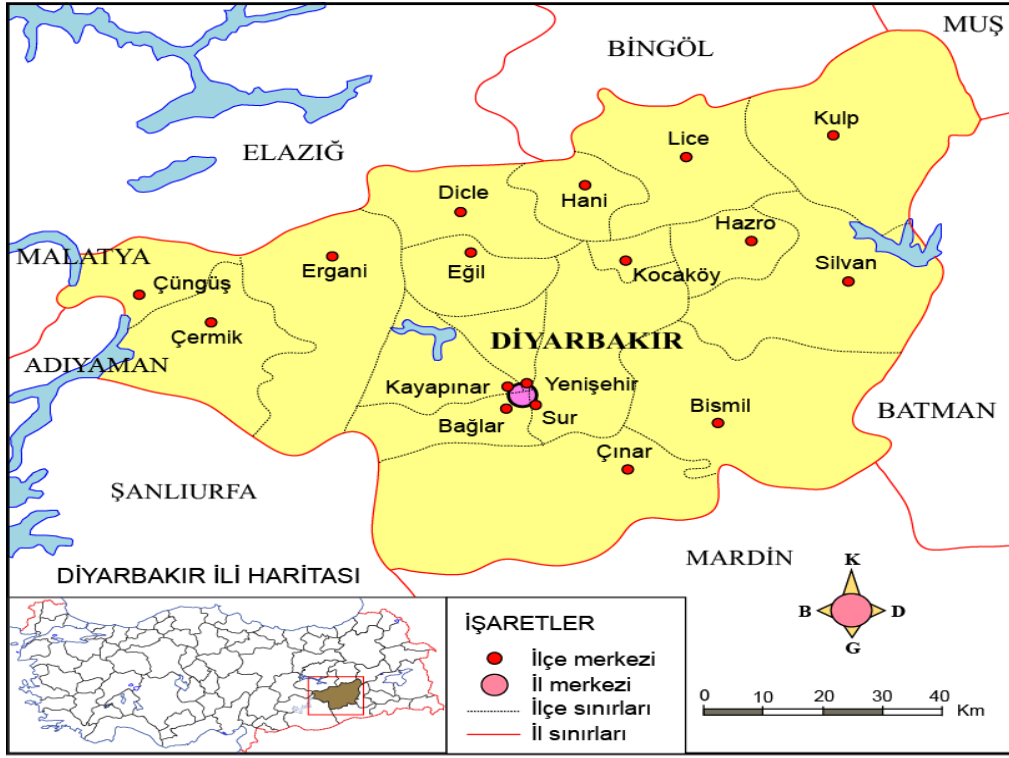 MUŞ
BİNGÖL
Kulp
Lice
ELAZIĞ
Dicle
Hani
Hazro
MALATYA
Ergani
Eğil
Kocaköy
Silvan
Çüngüş
Çermik
DİYARBAKIR
ADIYAMAN
Kayapınar
Yenişehir
Bağlar
Sur
Bismil
BATMAN
Çınar
ŞANLIURFA
MARDİN
DİYARBAKIR İLİ HARİTASI
K
B
D
G
İŞARETLER
İlçe merkezi
İl merkezi
İlçe sınırları
İl sınırları
0 10 20 30 40
Km